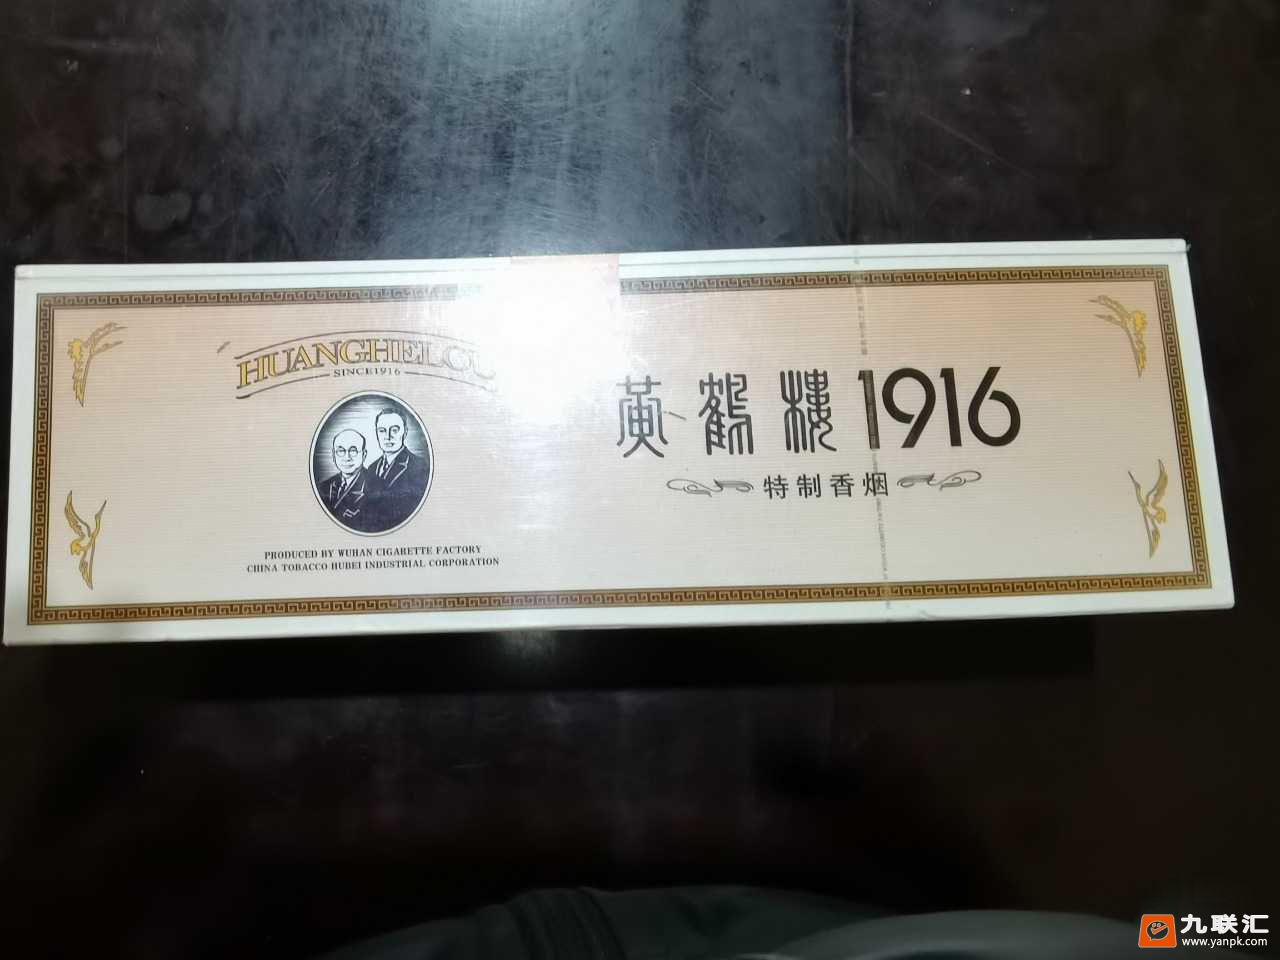 HUANGHELOU
SINCE1916
PRODUCED BY WUHAN CIGARETTE FACTORY
CHINA TOBACCO HUBEI INDUSTRIAL CORPORATION
黄鹤楼1916
特制香烟
九联汇
www.yanpk.com